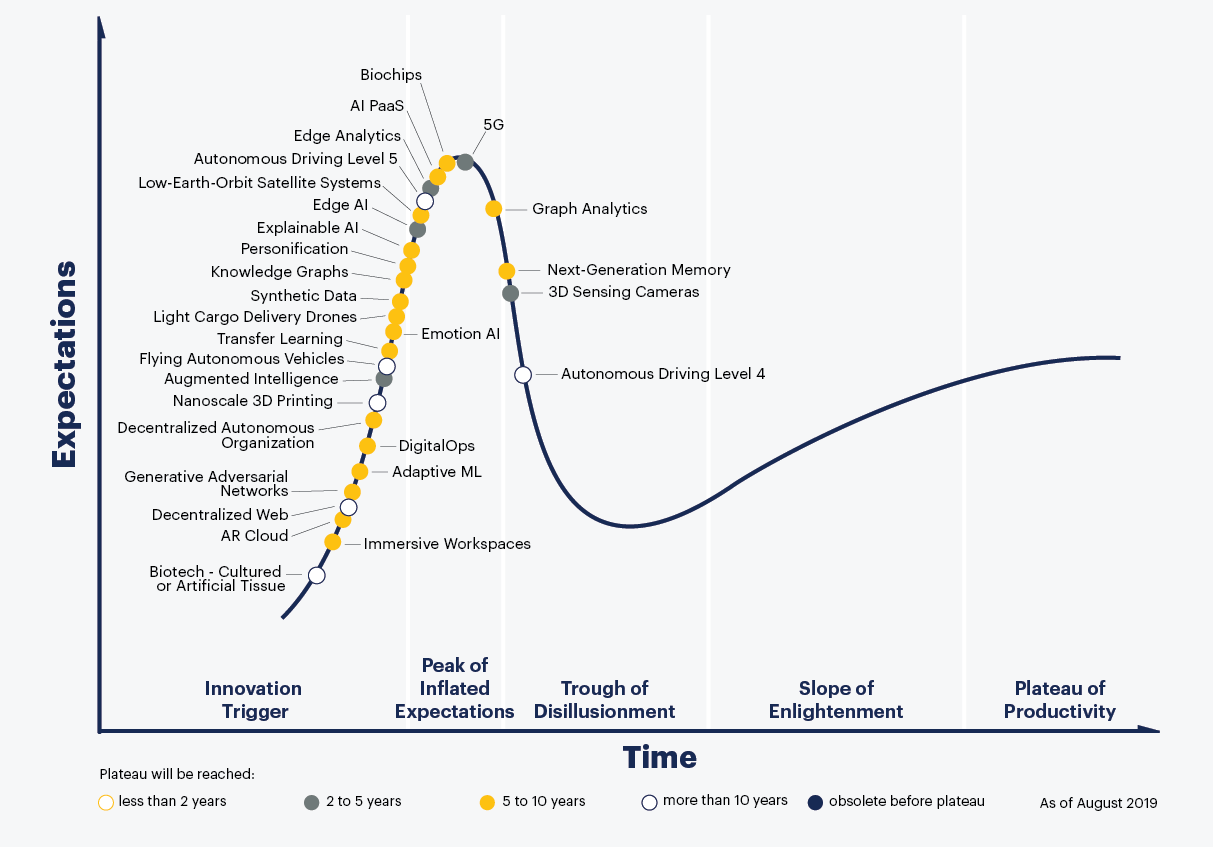 Expectations
Biochips
AI PaaS
5G
Edge Analytics
Autonomous Driving Level 5
Low-Earth-Orbit Satellite Systems
Edge AI
Graph Analytics
Explainable AI
Personification
Knowledge Graphs
Next-Generation Memory
3D Sensing Cameras
Synthetic Data
Light Cargo Delivery Drones
Emotion AI
Transfer Learning
Flying Autonomous Vehicles
Autonomous Driving Level 4
Augmented Intelligence
Nanoscale 3D Printing
Decentralized Autonomous
Organization
DigitalOps
Adaptive ML
Generative Adversarial
Networks
Decentralized Web
AR Cloud
Immersive Workspaces
Biotech - Cultured
or Artificial Tissue
Innovation
Trigger
Peak of
Inflated
Expectations
Trough of
Disillusionment
Slope of
Enlightenment
Plateau of
Productivity
Time
Plateau will be reached:
less than 2 years
2 to 5 years
5 to 10 years
more than 10 years
obsolete before plateau
As of August 2019